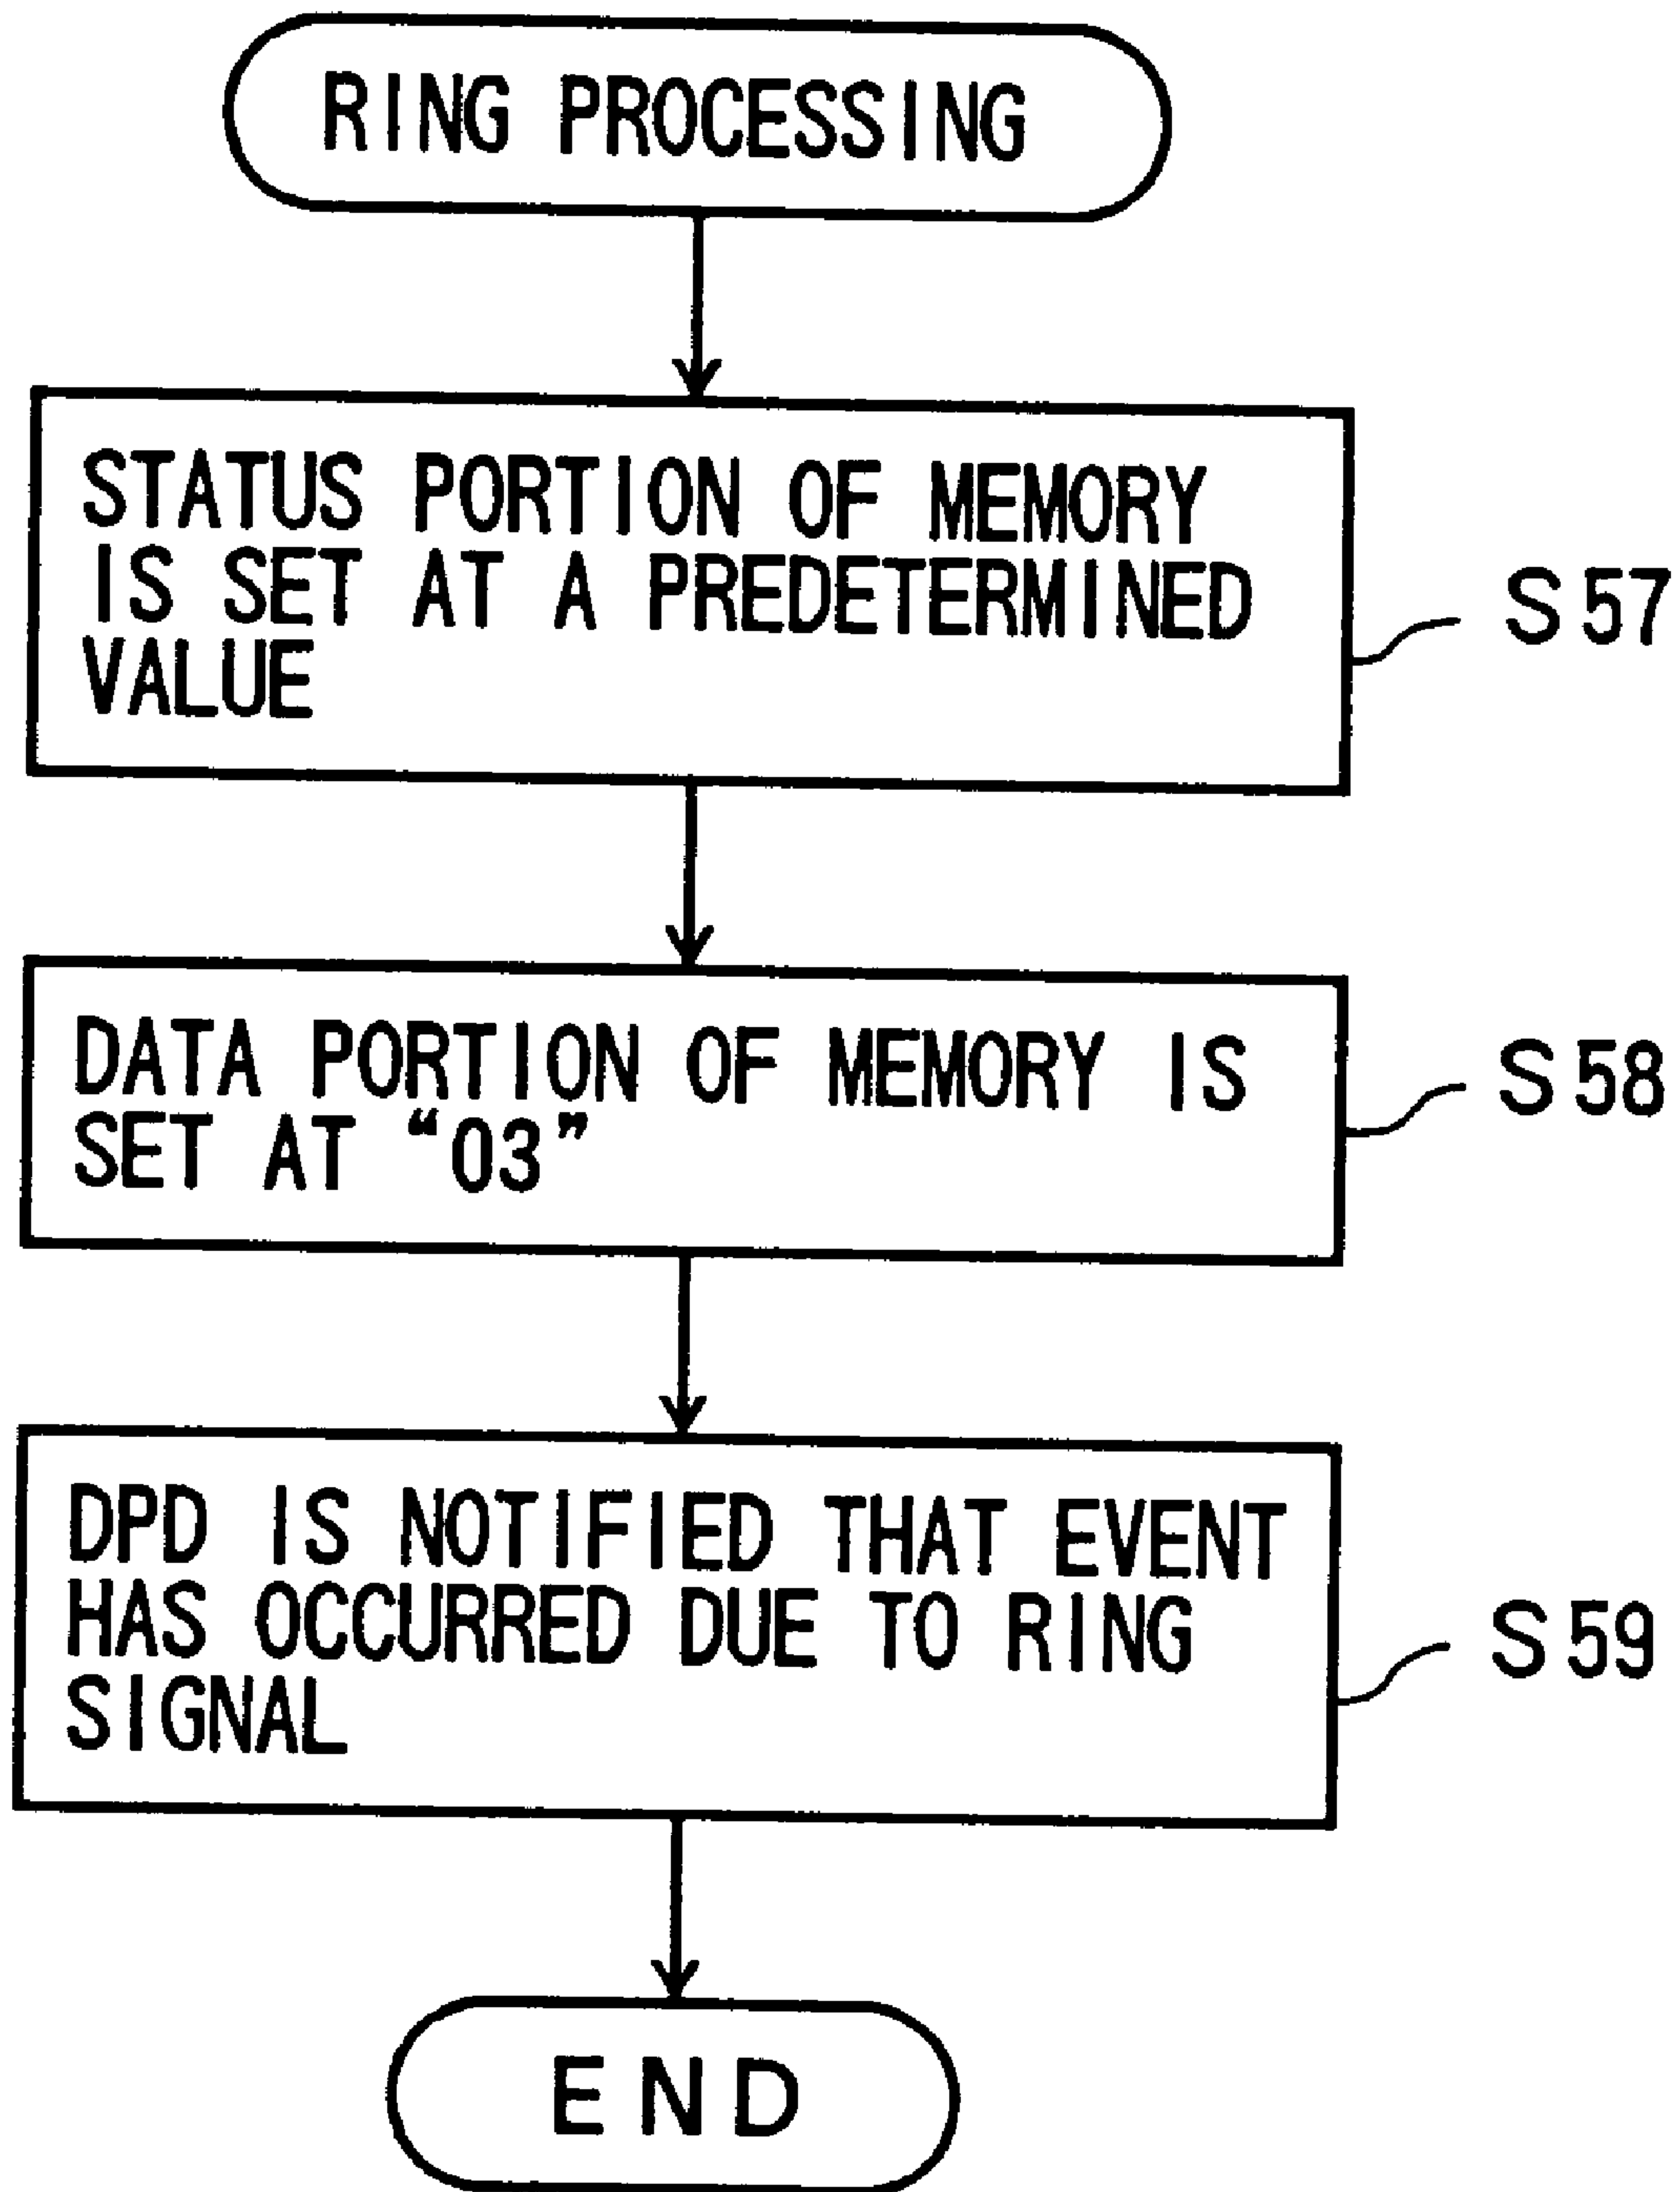 RING PROCESSING
STATUS PORTION OF MEMORY
IS SET AT A PREDETERMINED
VALUE
S57
DATA PORTION OF MEMORY IS
SET AT “03”
S58
DPD IS NOTIFIED THAT EVENT
HAS OCCURRED DUE TO RING
SIGNAL
S59
END